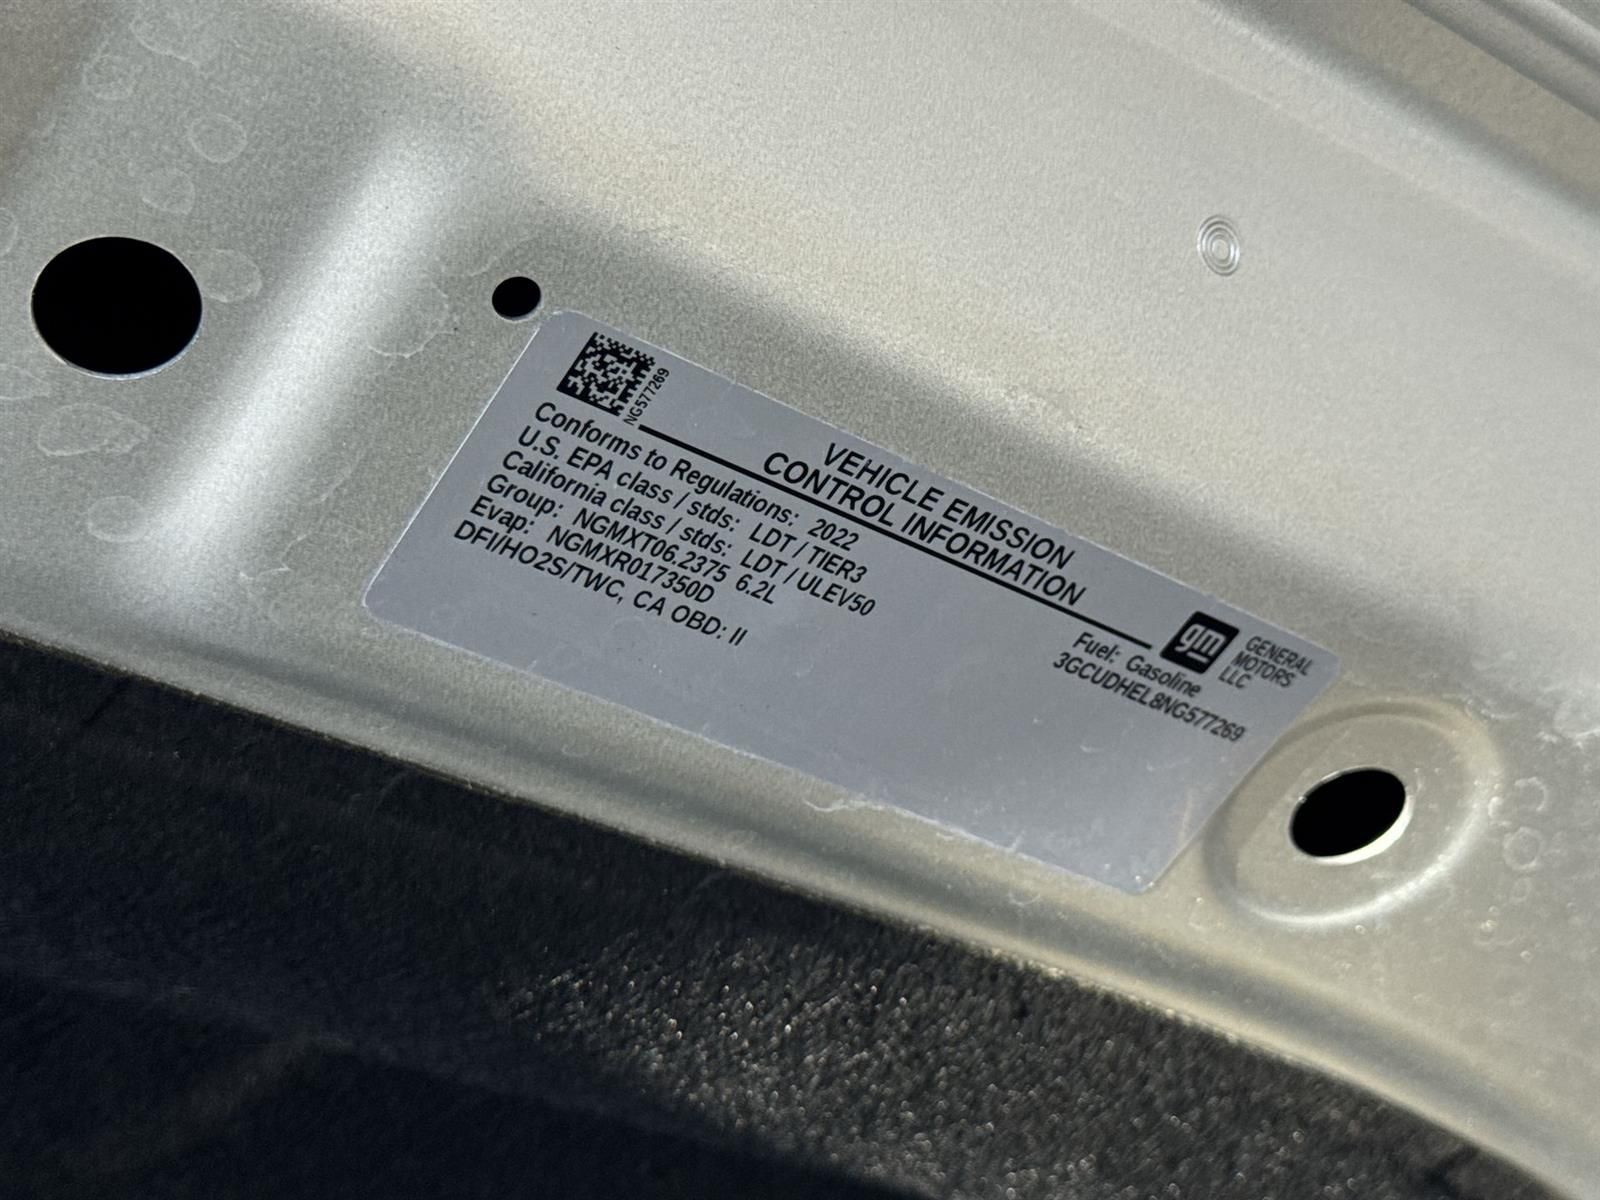 NG577269
VEHICLE EMISSION
CONTROL INFORMATION
gm
GENERAL
MOTORS
LLC
Conforms to Regulations: 2022
U.S. EPA class / stds: LDT / TIER3
California class / stds: LDT / ULEV50
Group: NGMXT06.2375 6.2L
Evap: NGMXR017350D
DFI/HO2S/TWC, CA OBD: II
Fuel: Gasoline
3GCUDHEL8NG577269